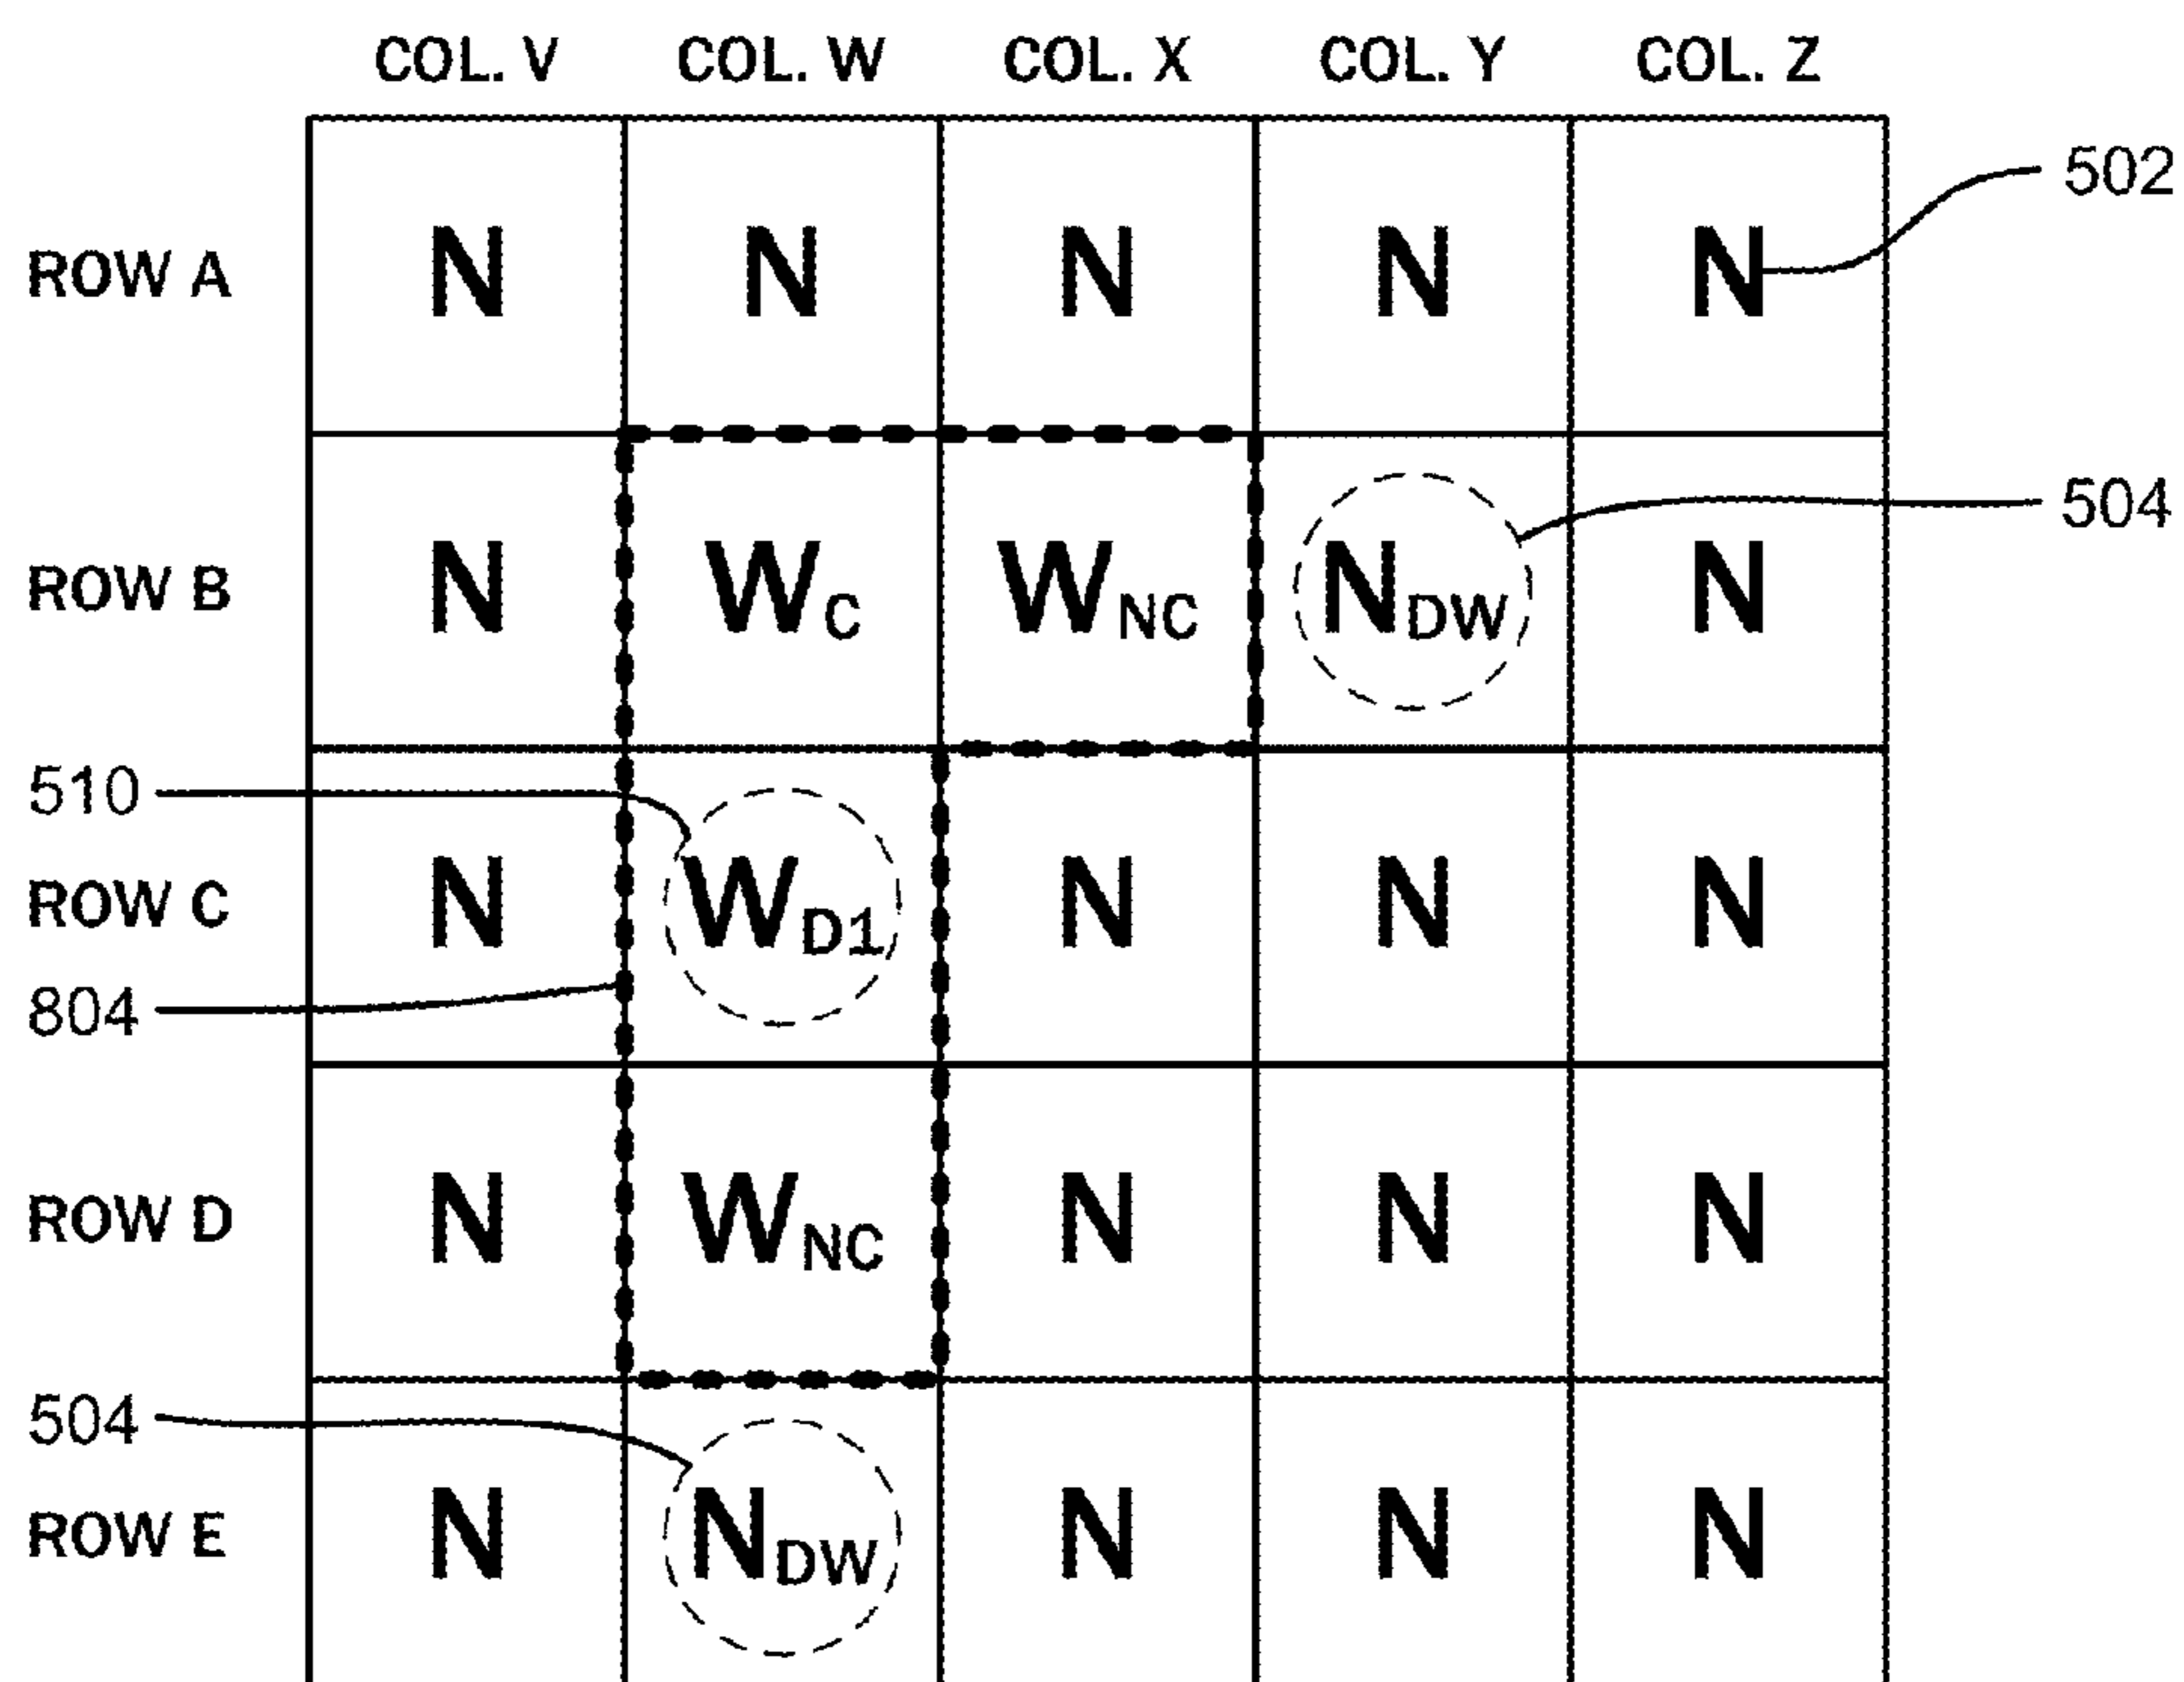 COL. V COL. W COL. X COL. Y COL. Z
502
ROW A N N N N N
504
ROW B N WC WNC NDW N
510
ROW C N WD1 N N N
804
ROW D N WNC N N N
504
ROW E N NDW N N N